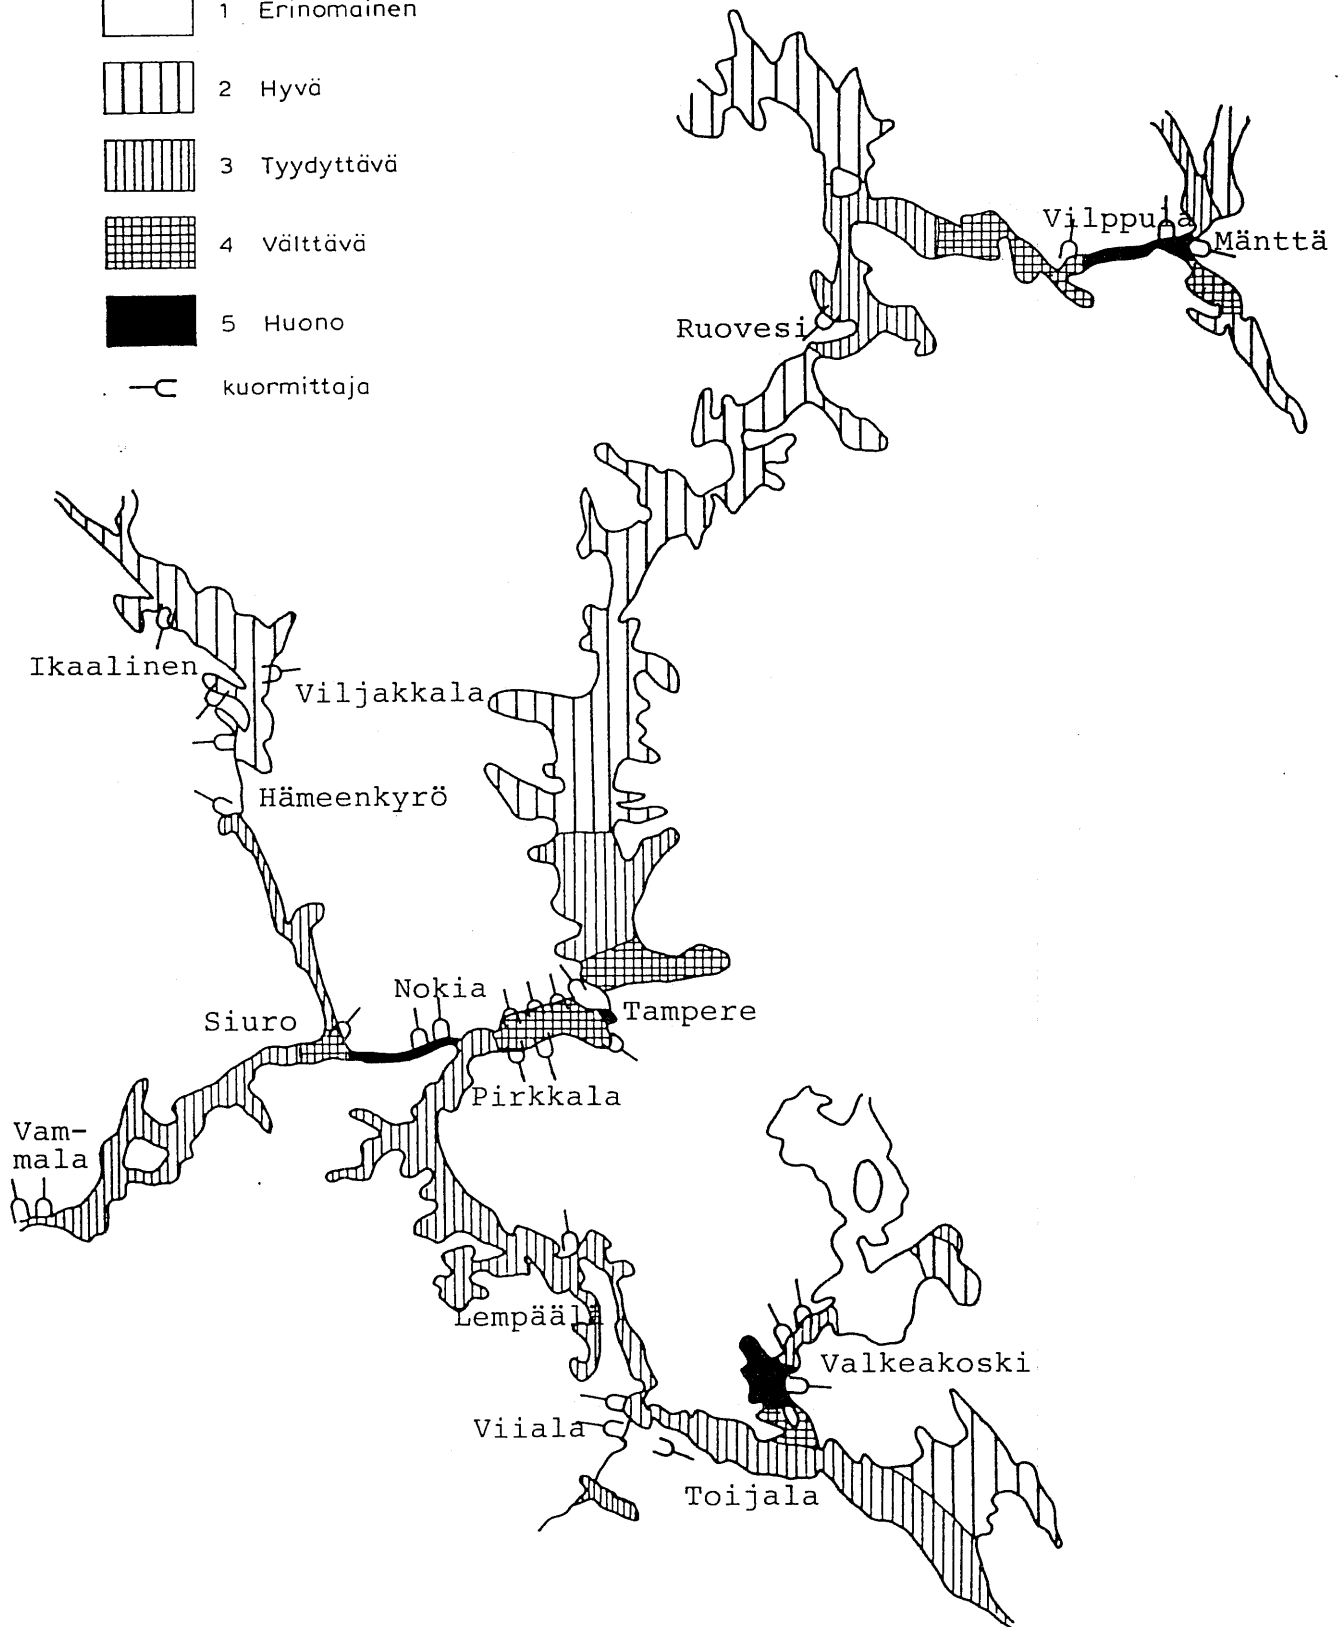 1 Erinomainen
2 Hyvä
3 Tyydyttävä
4 Välttävä
5 Huono
kuormittaja
Vilppula
Mänttä
Ruovesi
Ikaalinen
Viljakkala
Hämeenkyrö
Nokia
Siuro
Tampere
Pirkkala
Vam-
mala
Lempäälä
Valkeakoski
Viiala
Toijala